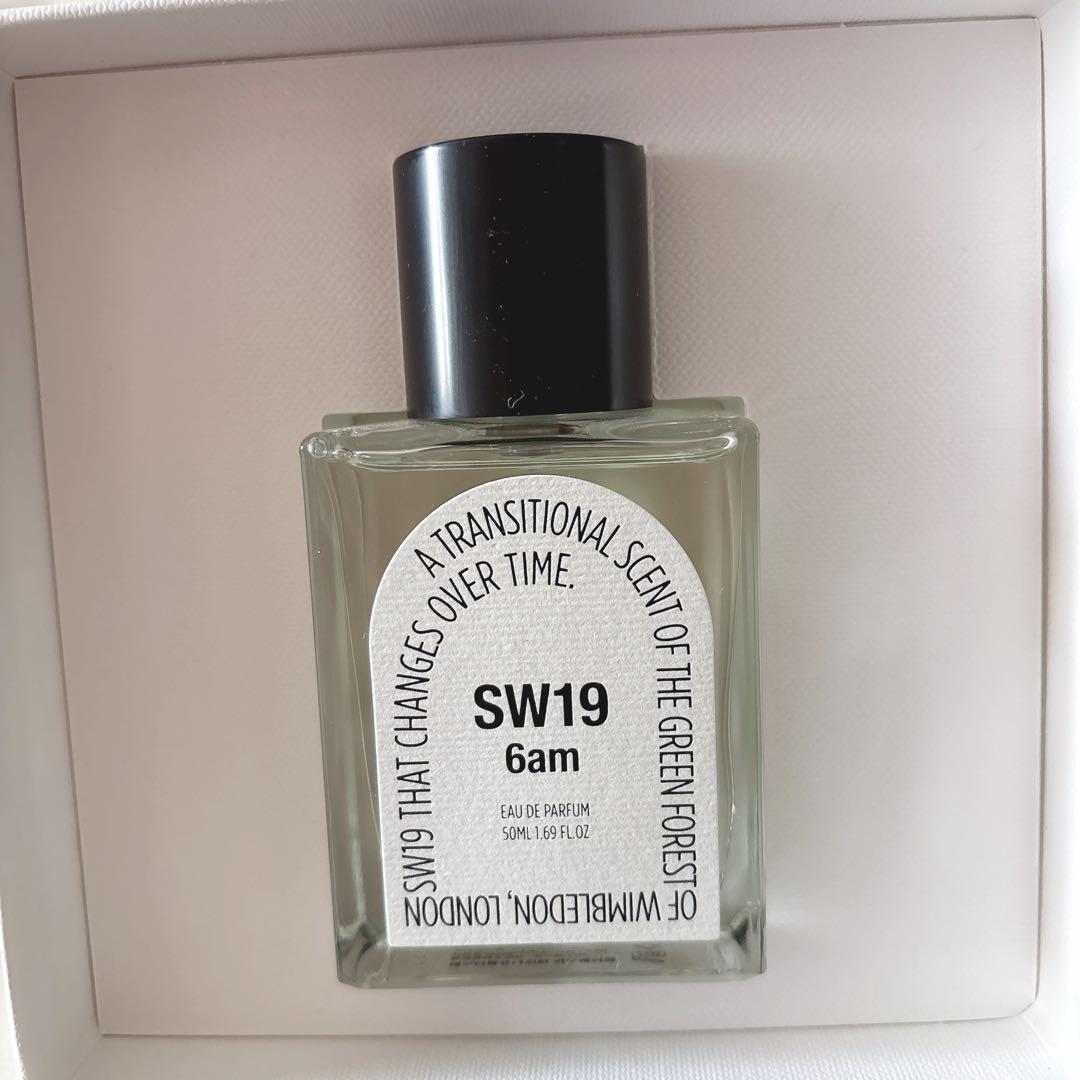 A TRANSITIONAL SCENT OF THE GREEN FOREST
OF WIMBLEDON, LONDON
SW19 THAT CHANGES OVER TIME.
SW19
6am
EAU DE PARFUM
50ML 1.69 FL.OZ